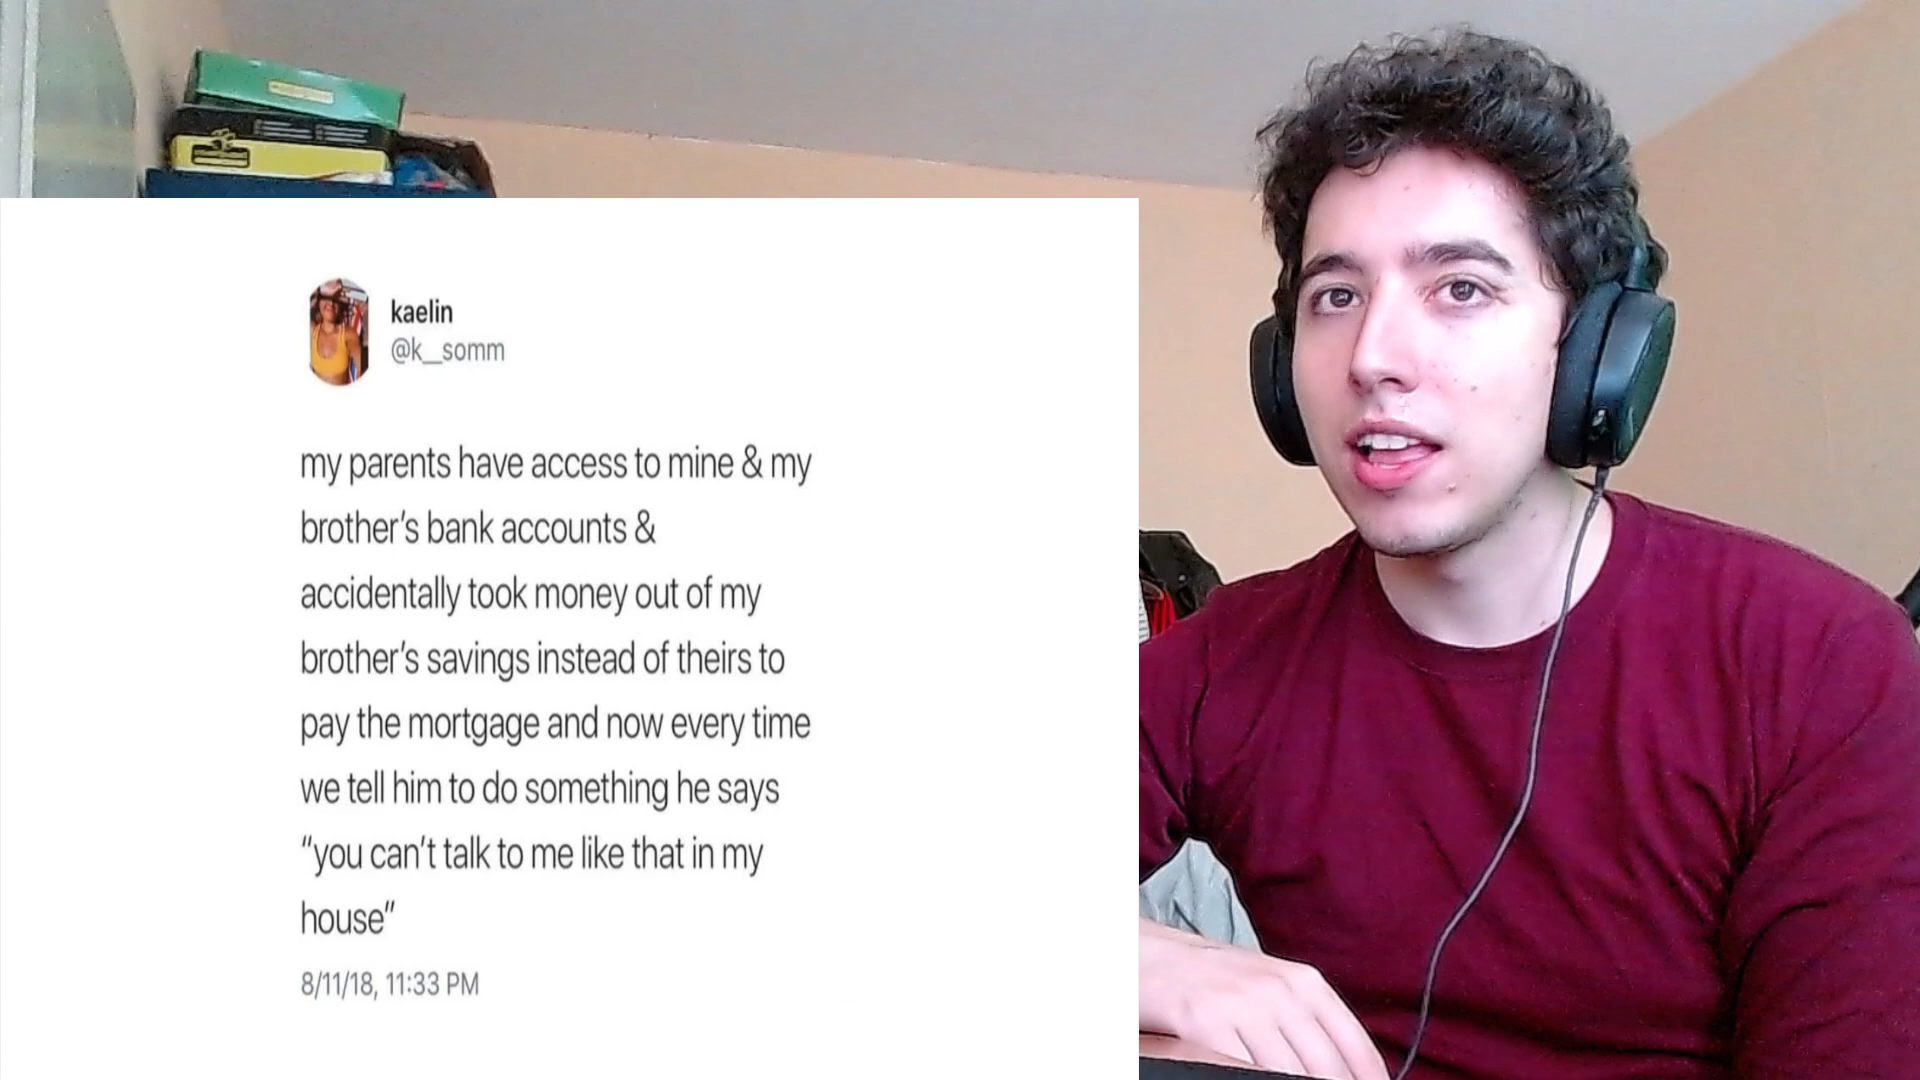 kaelin
@k__somm
my parents have access to mine & my
brother’s bank accounts &
accidentally took money out of my
brother’s savings instead of theirs to
pay the mortgage and now every time
we tell him to do something he says
“you can’t talk to me like that in my
house”
8/11/18, 11:33 PM